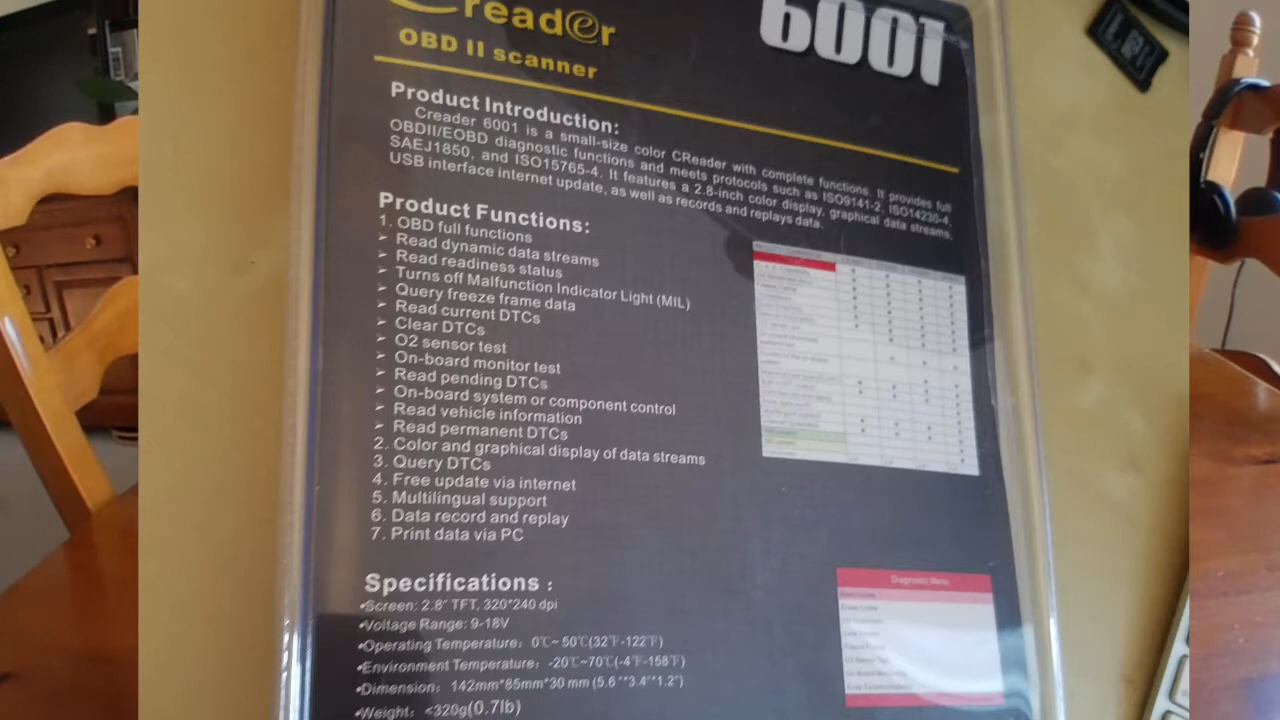 Creader
6001
OBD II scanner
Product Introduction:
Creader 6001 is a small-size color CReader with complete functions. It provides full
OBDII/EOBD diagnostic functions and meets protocols such as ISO9141-2, ISO14230-4,
SAEJ1850, and ISO15765-4. It features a 2.8-inch color display, graphical data streams,
USB interface internet update, as well as records and replays data.
Product Functions:
1. OBD full functions
➢ Read dynamic data streams
➢ Read readiness status
➢ Turns off Malfunction Indicator Light (MIL)
➢ Query freeze frame data
➢ Read current DTCs
➢ Clear DTCs
➢ O2 sensor test
➢ On-board monitor test
➢ Read pending DTCs
➢ On-board system or component control
➢ Read vehicle information
➢ Read permanent DTCs
2. Color and graphical display of data streams
3. Query DTCs
4. Free update via internet
5. Multilingual support
6. Data record and replay
7. Print data via PC
Specifications :
•Screen: 2.8" TFT, 320*240 dpi
•Voltage Range: 9-18V
•Operating Temperature: 0℃~ 50℃(32℉-122℉)
•Environment Temperature: -20℃~70℃(-4℉-158℉)
•Dimension: 142mm*85mm*30 mm (5.6"*3.4"*1.2")
•Weight: <320g(0.7lb)
Diagnostic Menu
Read Codes
Erase Codes